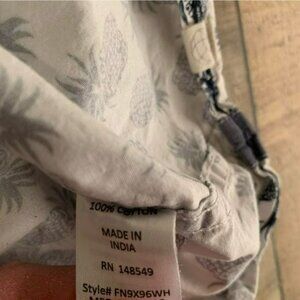 100% COTTON
MADE IN
INDIA
RN 148549
Style# FN9X96WH